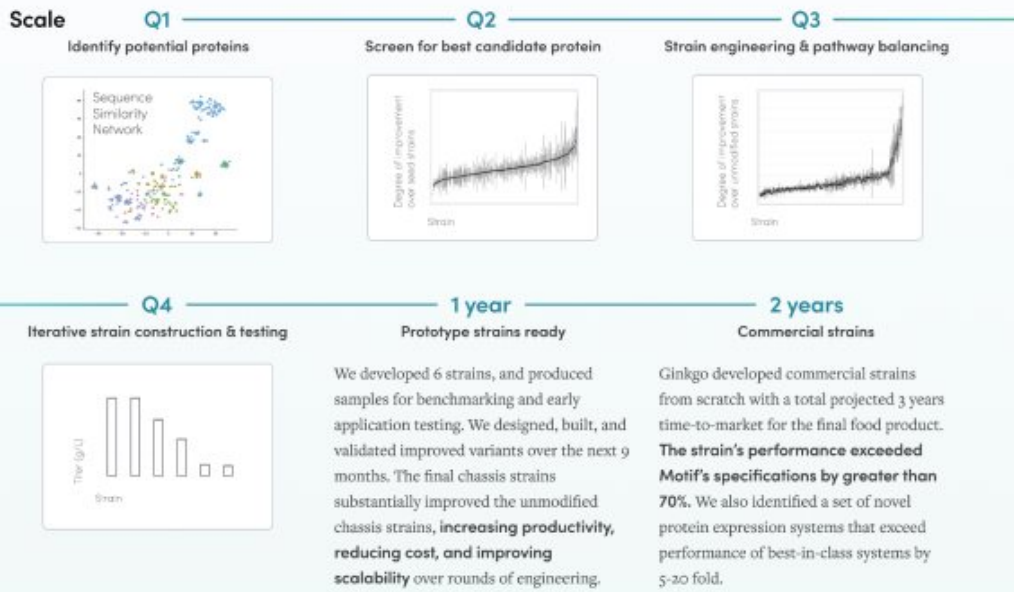 Scale
Q1
Q2
Q3
Identify potential proteins
Screen for best candidate protein
Strain engineering & pathway balancing
Sequence
Similarity
Network
Degree of improvement
over seed strains
Strain
Degree of improvement
over unmodified strains
Strain
Q4
1 year
2 years
Iterative strain construction & testing
Prototype strains ready
Commercial strains
Titer (g/L)
Strain
We developed 6 strains, and produced
samples for benchmarking and early
application testing. We designed, built, and
validated improved variants over the next 9
months. The final chassis strains
substantially improved the unmodified
chassis strains, increasing productivity,
reducing cost, and improving
scalability over rounds of engineering.
Ginkgo developed commercial strains
from scratch with a total projected 3 years
time-to-market for the final food product.
The strain's performance exceeded
Motif's specifications by greater than
70%. We also identified a set of novel
protein expression systems that exceed
performance of best-in-class systems by
5-20 fold.